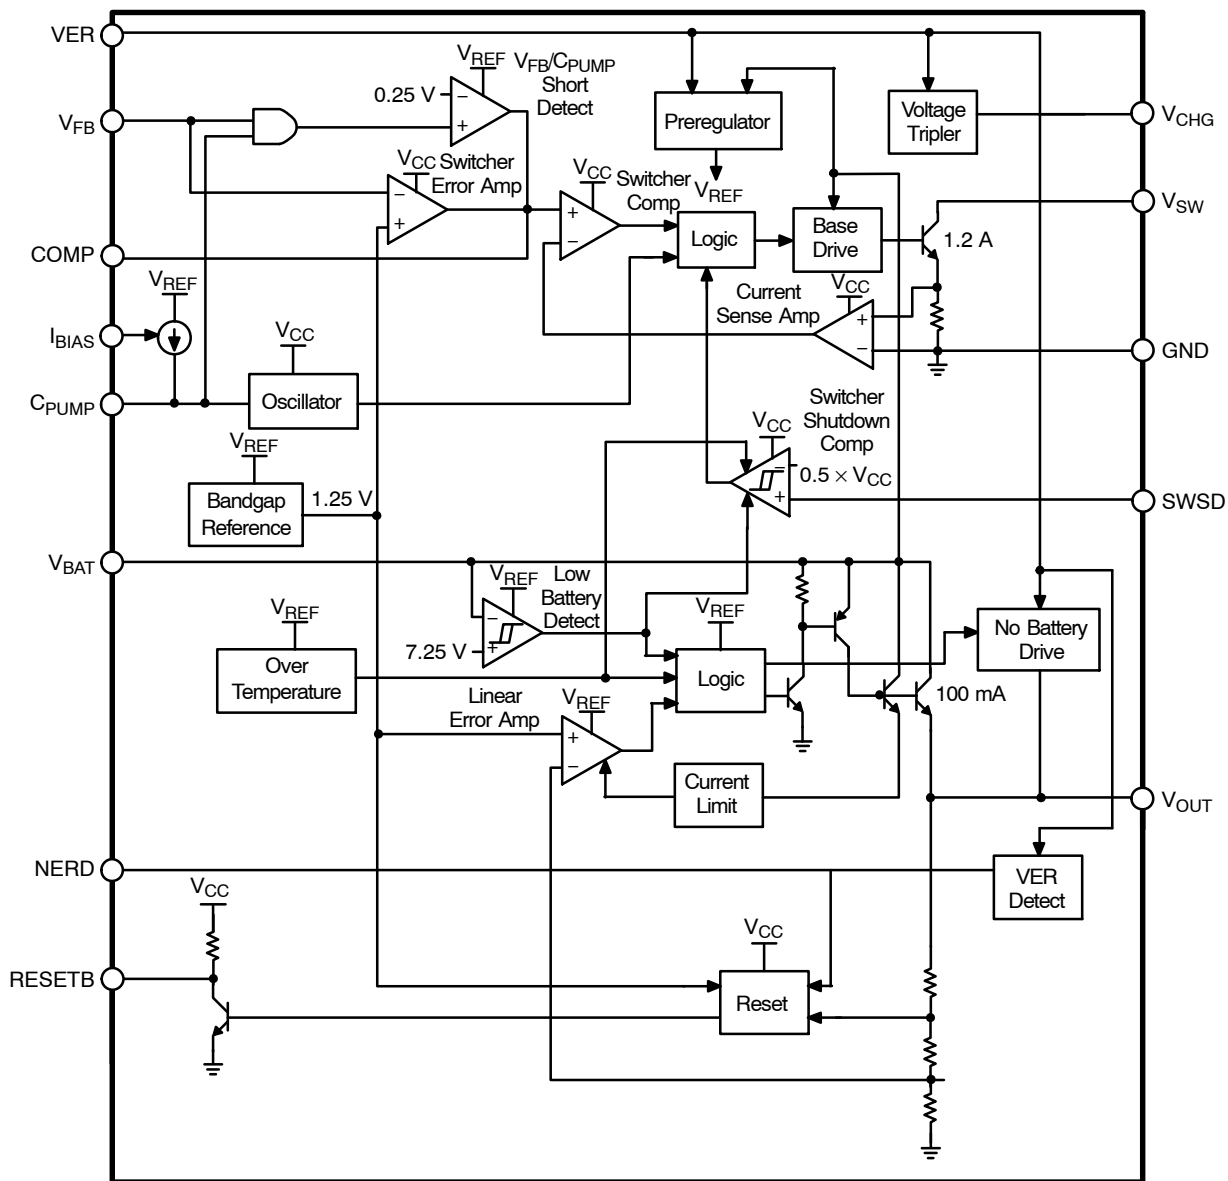 VER
VREF
VFB/CPUMP
Short
Detect
0.25 V
−
+
VFB
Preregulator
VREF
Voltage
Tripler
VCHG
VCC
Switcher
Error Amp
−
+
VCC
Switcher
Comp
+
−
Logic
Base
Drive
1.2 A
VSW
COMP
VREF
IBIAS
VCC
Oscillator
CPUMP
Current
Sense Amp
VCC
+
−
GND
VREF
Bandgap
Reference
1.25 V
Switcher
Shutdown
Comp
VCC
−
0.5 × VCC
+
SWSD
VBAT
VREF
Low
Battery
Detect
−
7.25 V
+
VREF
Over
Temperature
VREF
Logic
No Battery
Drive
100 mA
Linear
Error Amp
VREF
+
−
Current
Limit
VOUT
NERD
VER
Detect
VCC
RESETB
VCC
Reset